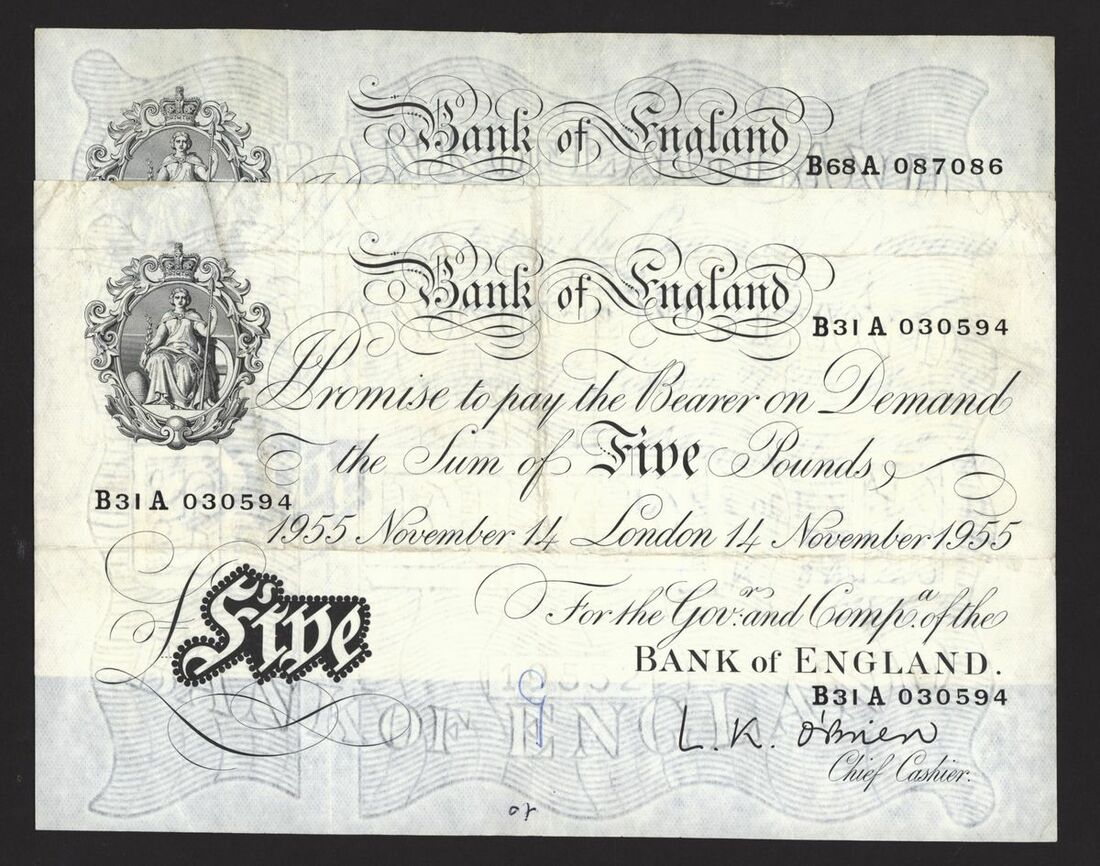 Bank of England
B68A 087086
Bank of England
B31A 030594
I Promise to pay the Bearer on Demand
the Sum of Five Pounds
B31A 030594
1955 November 14 London 14 November 1955
For the Govr. and Compa. of the
£Five
BANK of ENGLAND.
B31A 030594
OF ENGLA
L. K. O'Brien
Chief Cashier.